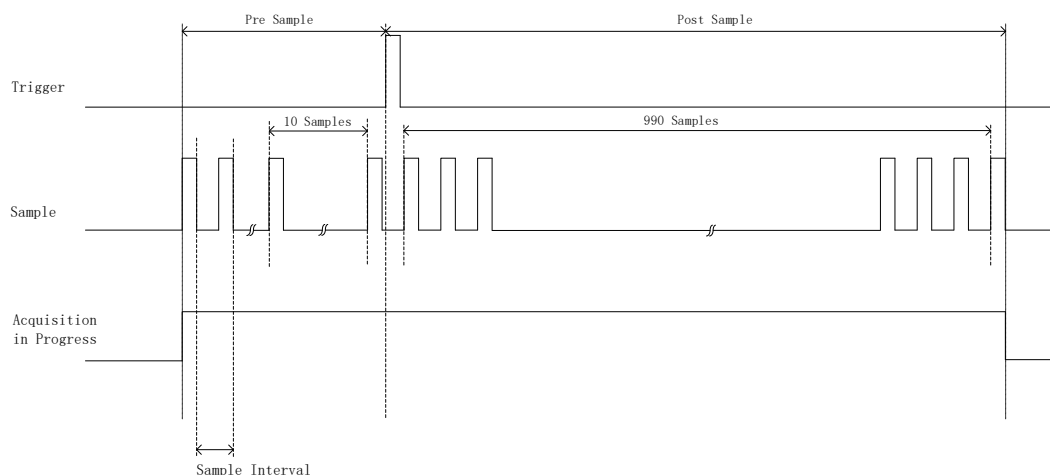 Pre Sample
Post Sample
Trigger
10 Samples
990 Samples
Sample
Acquisition
in Progress
Sample Interval